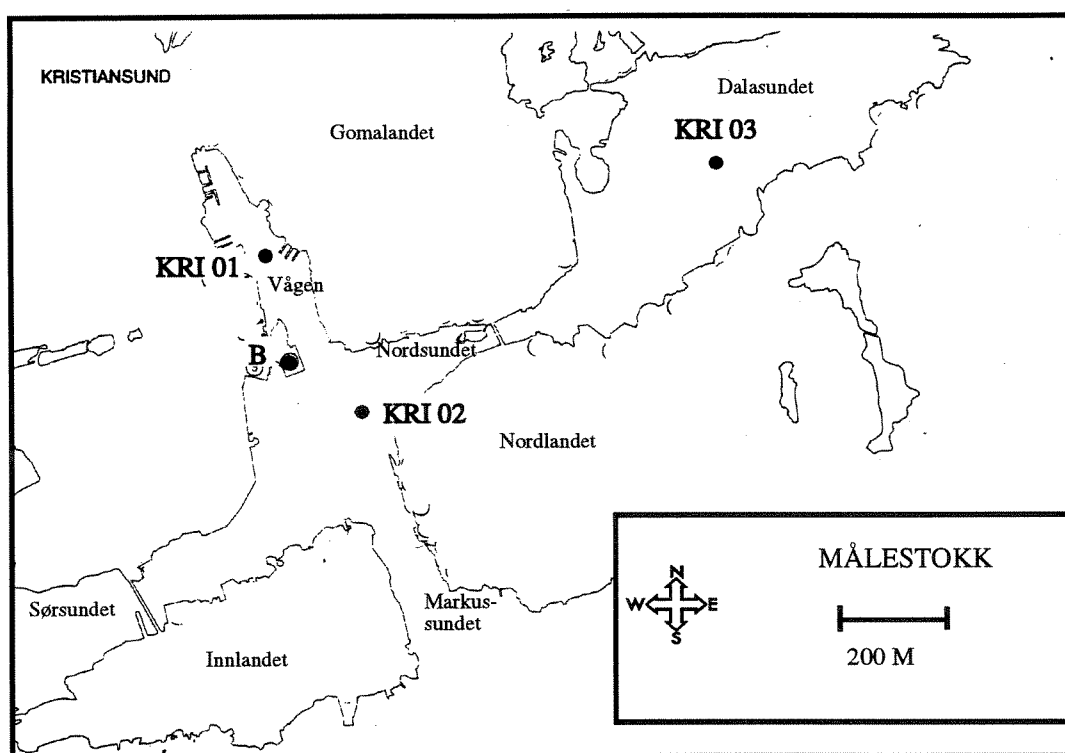 KRISTIANSUND
Dalasundet
Gomalandet
KRI 03
KRI 01
Vågen
Nordsundet
B
KRI 02
Nordlandet
MÅLESTOKK
N
W E
S
200 M
Sørsundet
Markus-
sundet
Innlandet